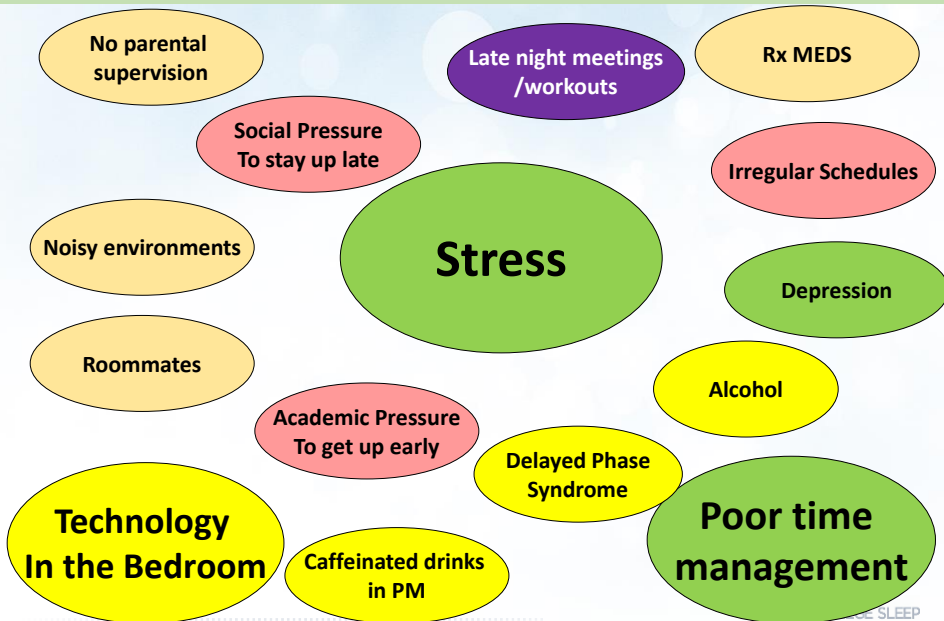 No parental
supervision
Late night meetings
/workouts
Rx MEDS
Social Pressure
To stay up late
Irregular Schedules
Noisy environments
Stress
Depression
Roommates
Alcohol
Academic Pressure
To get up early
Delayed Phase
Syndrome
Technology
In the Bedroom
Poor time
management
Caffeinated drinks
in PM
SLEEP